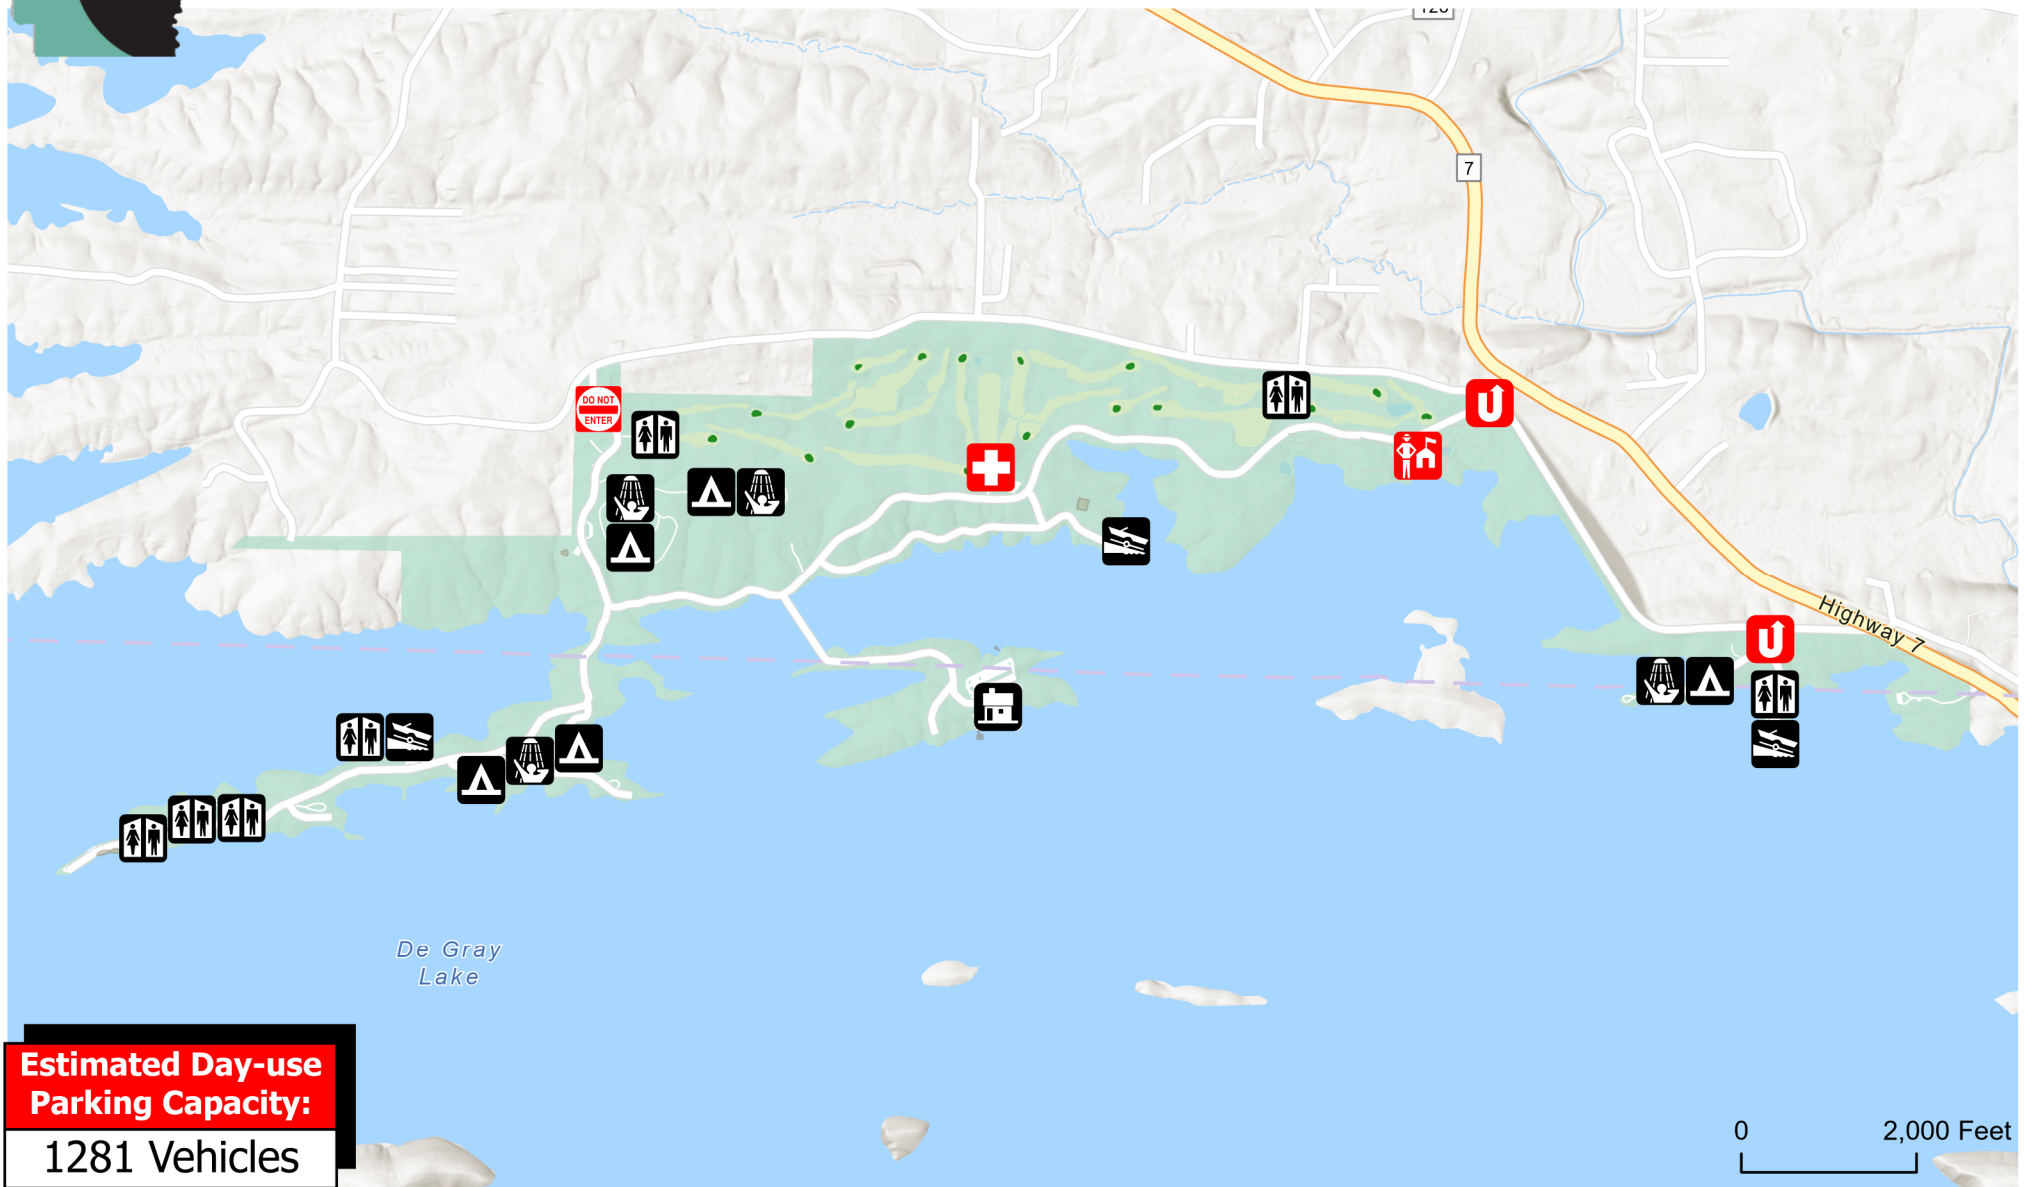 7
DO NOT
ENTER
Highway 7
De Gray
Lake
Estimated Day-use
Parking Capacity:
1281 Vehicles
0 2,000 Feet